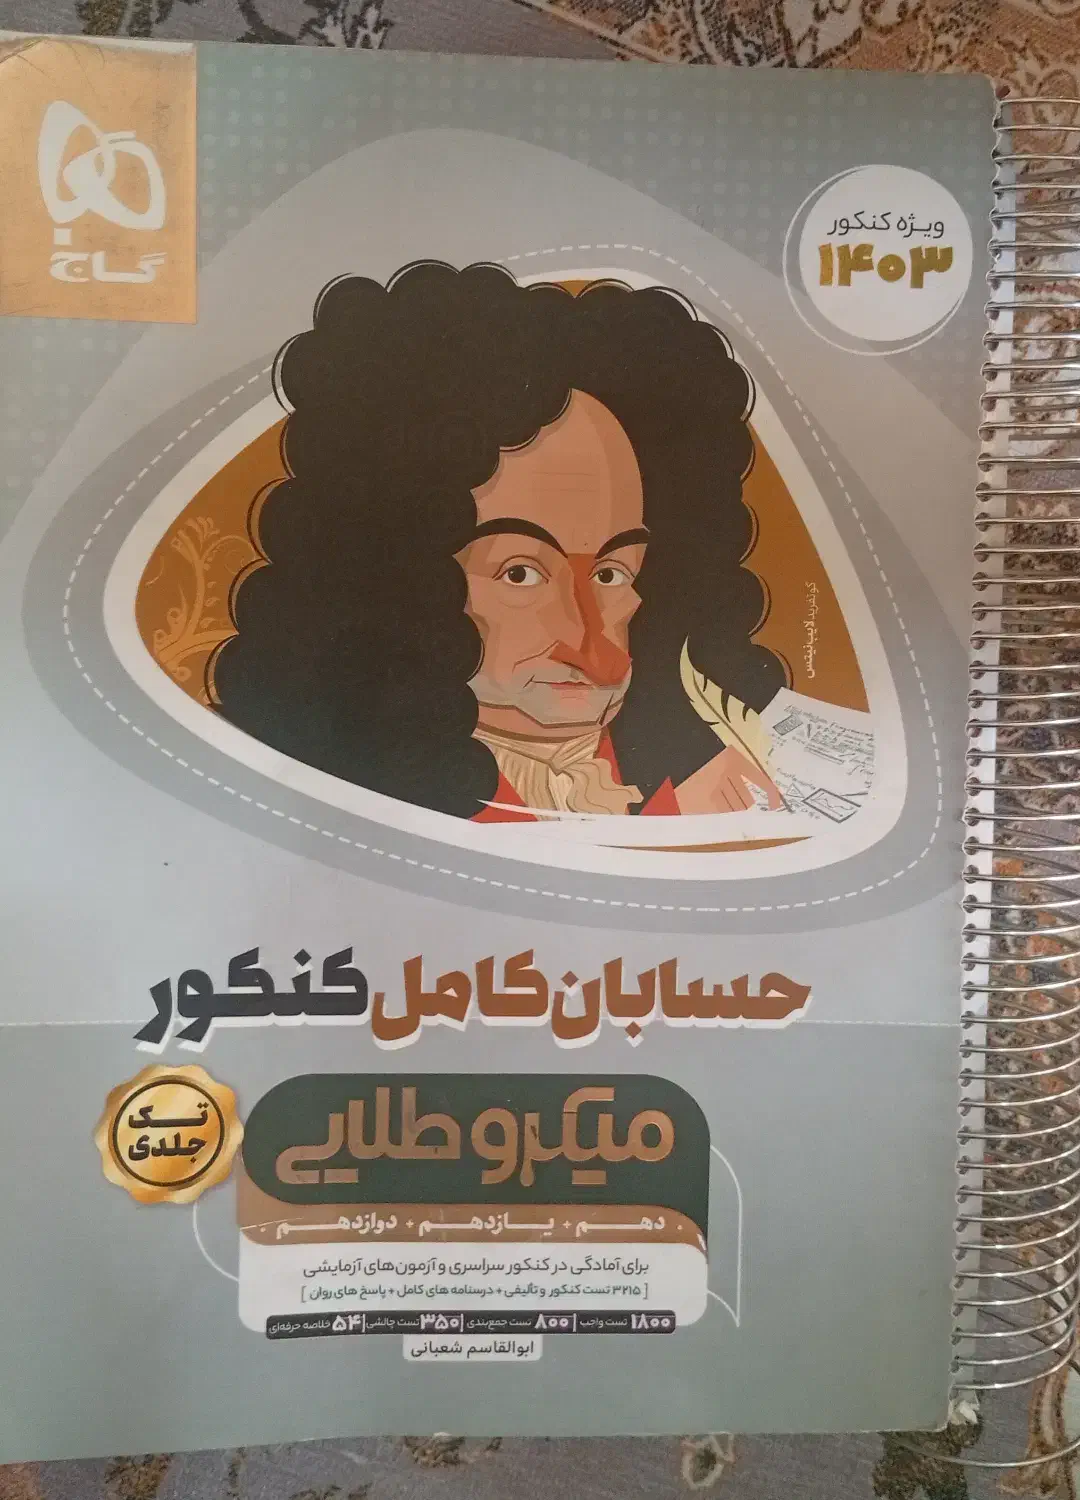 گاج
ویژه کنکور
۱۴۰۳
گوتفرید لایب‌نیتس
حسابان کامل کنکور
تک
جلدی
میکرو طلایی
دهم + یازدهم + دوازدهم
برای آمادگی در کنکور سراسری و آزمون‌های آزمایشی
[ ۳۲۱۵ تست کنکور و تألیفی + درسنامه های کامل + پاسخ های روان ]
۱۸۰۰ تست واجب | ۸۰۰ تست جمع‌بندی | ۳۵۰ تست چالشی | ۵۴ خلاصه حرفه‌ای
ابوالقاسم شعبانی